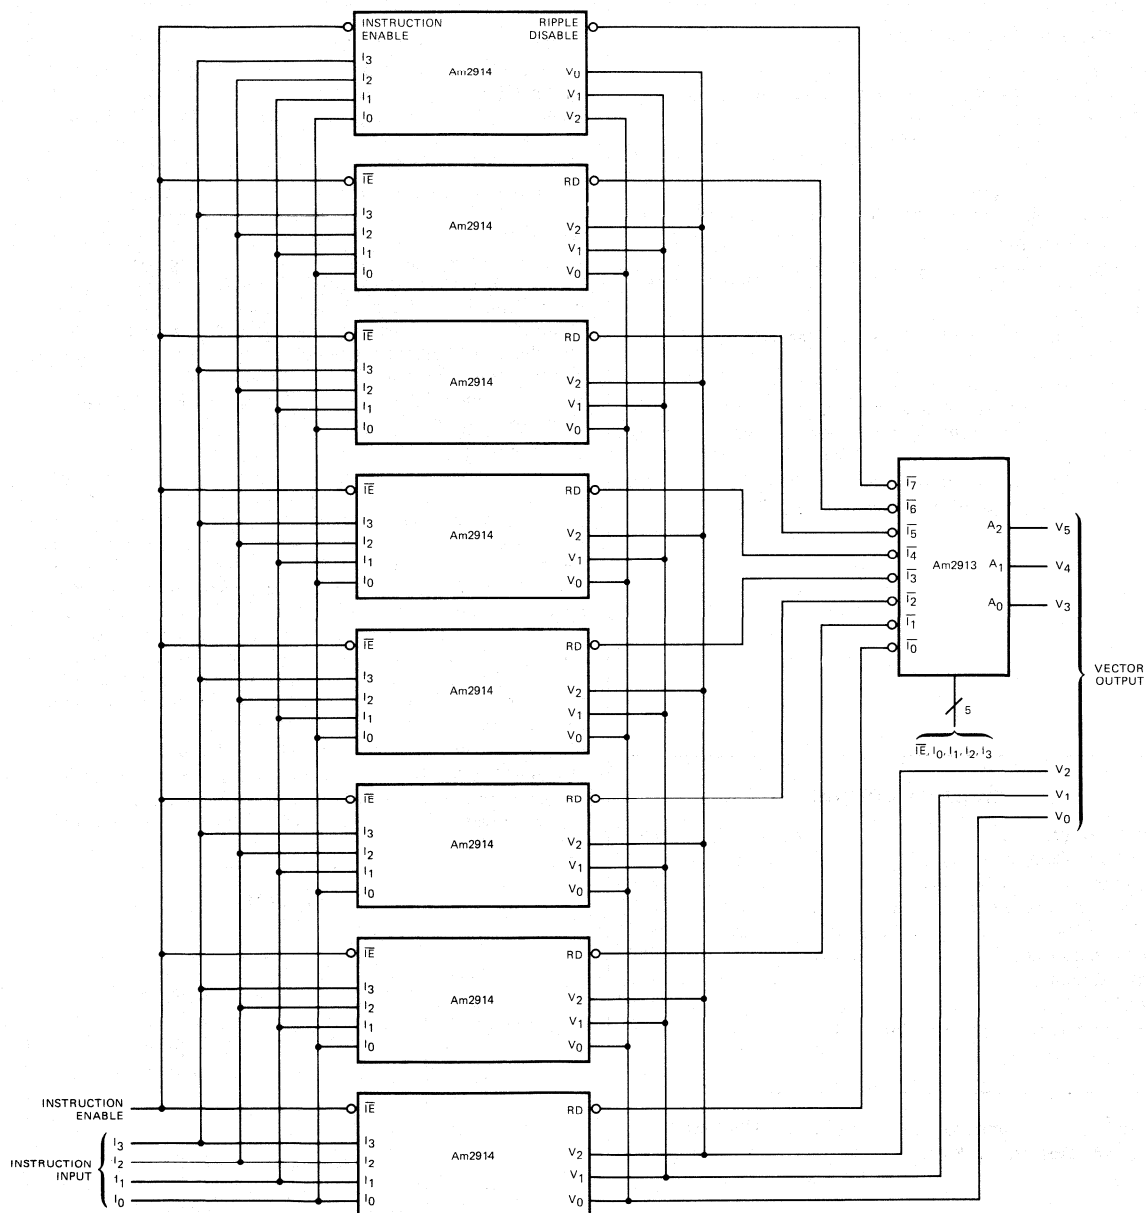 INSTRUCTION
ENABLE
RIPPLE
DISABLE
I3
I2
I1
I0
Am2914
V0
V1
V2
IE
RD
I3
I2
I1
I0
Am2914
V2
V1
V0
IE
RD
I3
I2
I1
I0
Am2914
V2
V1
V0
IE
RD
I3
I2
I1
I0
Am2914
V2
V1
V0
IE
RD
I3
I2
I1
I0
Am2914
V2
V1
V0
IE
RD
I3
I2
I1
I0
Am2914
V2
V1
V0
IE
RD
I3
I2
I1
I0
Am2914
V2
V1
V0
INSTRUCTION
ENABLE
INSTRUCTION
INPUT
I3
I2
I1
I0
IE
RD
I3
I2
I1
I0
Am2914
V2
V1
V0
I7
I6
I5
I4
I3
I2
I1
I0
Am2913
A2
A1
A0
5
IE, I0, I1, I2, I3
V5
V4
V3
V2
V1
V0
VECTOR
OUTPUT